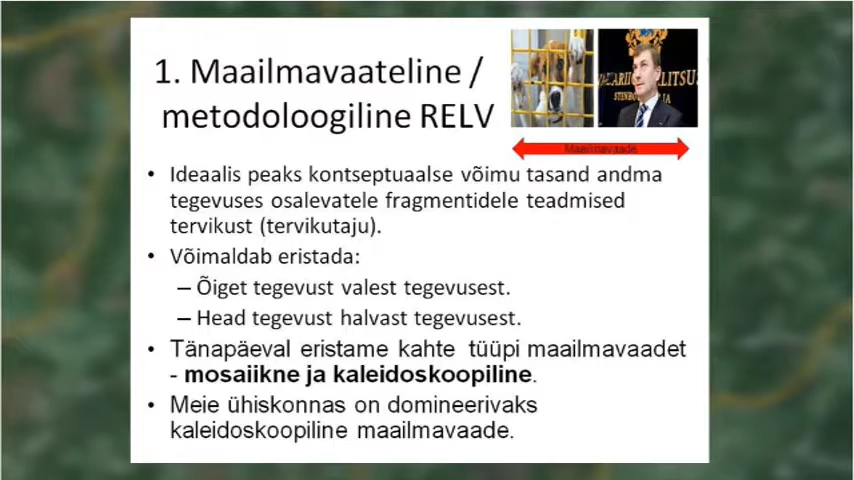 1. Maailmavaateline /
metodoloogiline RELV
Maailmavaade
• Ideaalis peaks kontseptuaalse võimu tasand andma
tegevuses osalevatele fragmentidele teadmised
tervikust (tervikutaju).
• Võimaldab eristada:
– Õiget tegevust valest tegevusest.
– Head tegevust halvast tegevusest.
• Tänapäeval eristame kahte tüüpi maailmavaadet
- mosaiikne ja kaleidoskoopiline.
• Meie ühiskonnas on domineerivaks
kaleidoskoopiline maailmavaade.